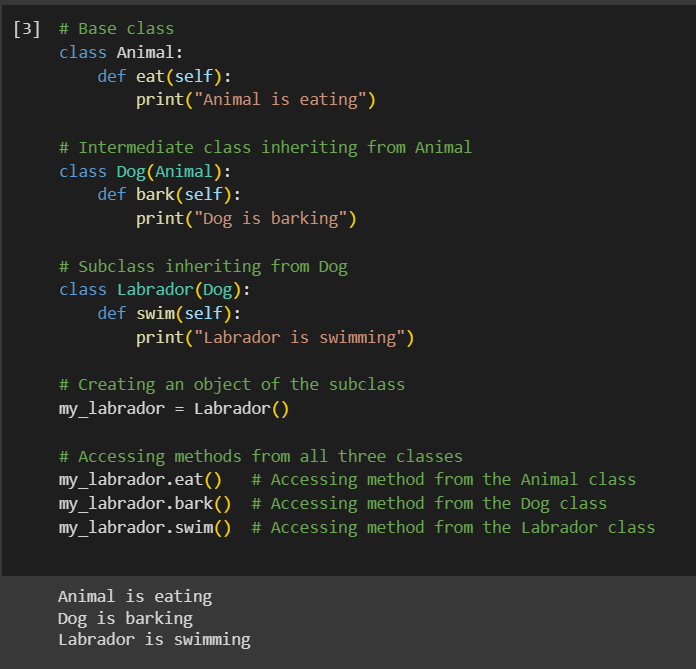 [3] # Base class
class Animal:
    def eat(self):
        print("Animal is eating")

# Intermediate class inheriting from Animal
class Dog(Animal):
    def bark(self):
        print("Dog is barking")

# Subclass inheriting from Dog
class Labrador(Dog):
    def swim(self):
        print("Labrador is swimming")

# Creating an object of the subclass
my_labrador = Labrador()

# Accessing methods from all three classes
my_labrador.eat()   # Accessing method from the Animal class
my_labrador.bark()  # Accessing method from the Dog class
my_labrador.swim()  # Accessing method from the Labrador class

Animal is eating
Dog is barking
Labrador is swimming